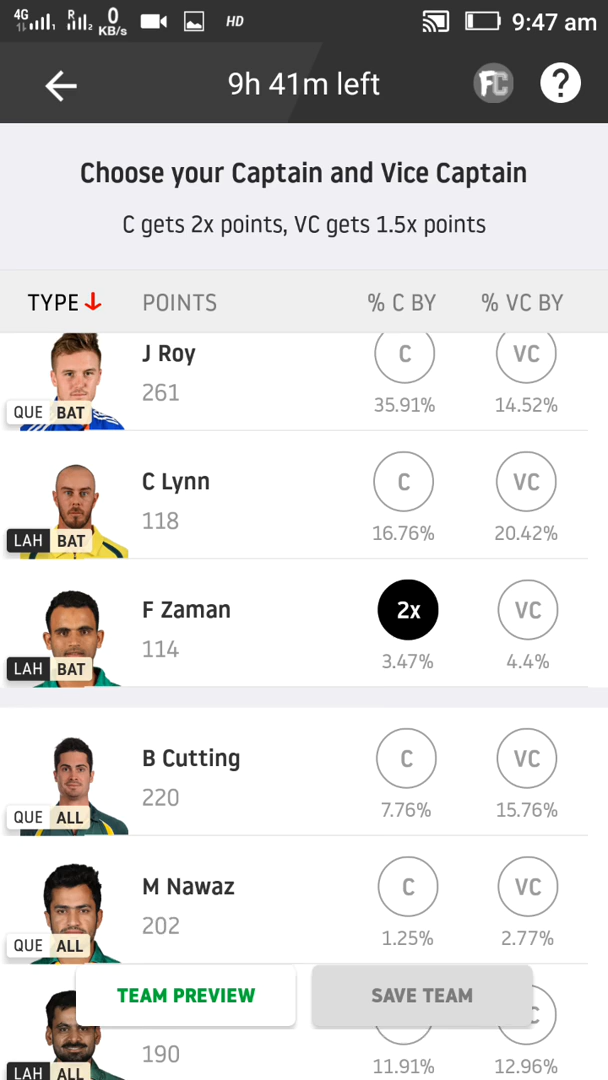 4G R 0 KB/s HD 9:47 am
9h 41m left FC ?
Choose your Captain and Vice Captain
C gets 2x points, VC gets 1.5x points
TYPE POINTS % C BY % VC BY
J Roy C VC
261 35.91% 14.52%
QUE BAT
C Lynn C VC
118 16.76% 20.42%
LAH BAT
F Zaman 2x VC
114 3.47% 4.4%
LAH BAT
B Cutting C VC
220 7.76% 15.76%
QUE ALL
M Nawaz C VC
202 1.25% 2.77%
QUE ALL
TEAM PREVIEW SAVE TEAM
190 11.91% 12.96%
LAH ALL